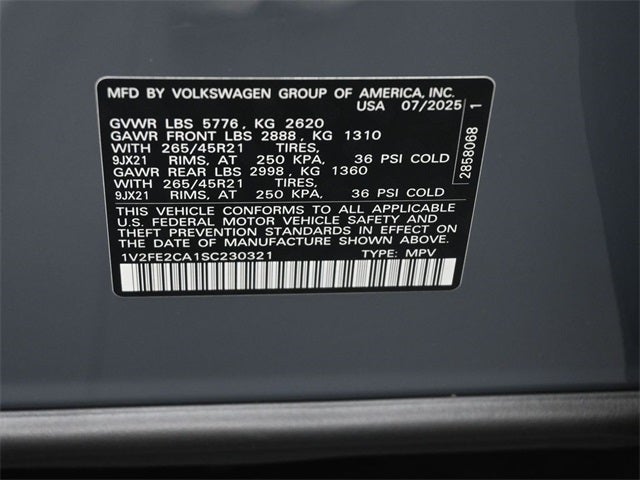 MFD BY VOLKSWAGEN GROUP OF AMERICA, INC.
USA 07/2025
GVWR LBS 5776, KG 2620
GAWR FRONT LBS 2888, KG 1310
WITH 265/45R21 TIRES,
9JX21 RIMS, AT 250 KPA, 36 PSI COLD
GAWR REAR LBS 2998, KG 1360
WITH 265/45R21 TIRES,
9JX21 RIMS, AT 250 KPA, 36 PSI COLD
THIS VEHICLE CONFORMS TO ALL APPLICABLE
U.S. FEDERAL MOTOR VEHICLE SAFETY AND
THEFT PREVENTION STANDARDS IN EFFECT ON
THE DATE OF MANUFACTURE SHOWN ABOVE.
1V2FE2CA1SC230321 TYPE: MPV
2858068 1